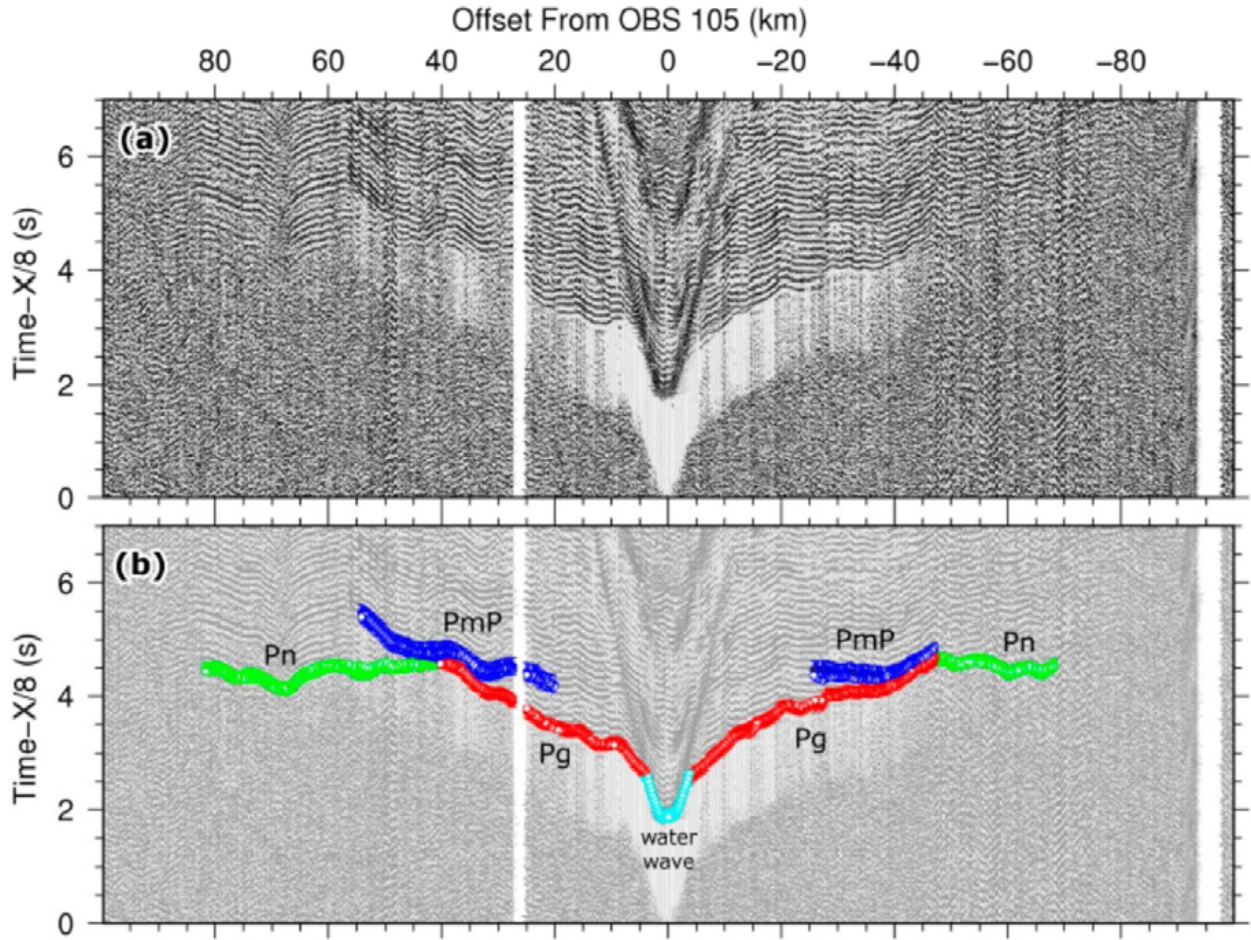 Offset From OBS 105 (km)
80 60 40 20 0 −20 −40 −60 −80
(a)
6
4
2
0
Time−X/8 (s)
(b)
6
4
2
0
Time−X/8 (s)
PmP
Pn
Pg
PmP
Pn
Pg
water
wave